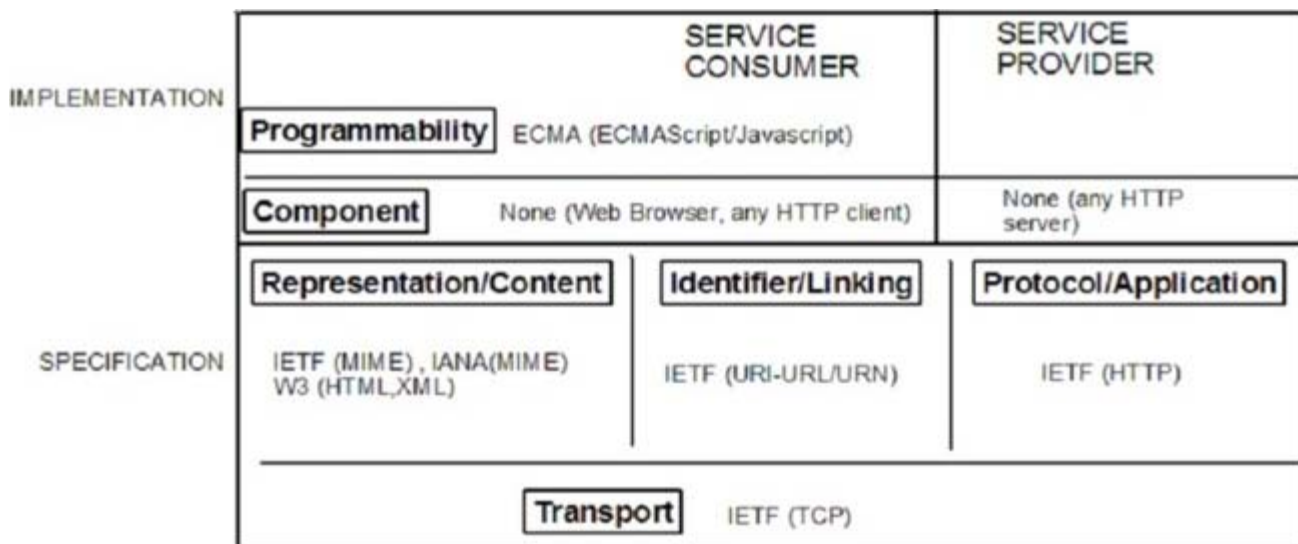 SERVICE CONSUMER
SERVICE PROVIDER
IMPLEMENTATION
Programmability ECMA (ECMAScript/Javascript)
Component None (Web Browser, any HTTP client)
None (any HTTP
server)
Representation/Content
Identifier/Linking
Protocol/Application
SPECIFICATION
IETF (MIME) , IANA(MIME)
W3 (HTML,XML)
IETF (URI-URL/URN)
IETF (HTTP)
Transport IETF (TCP)